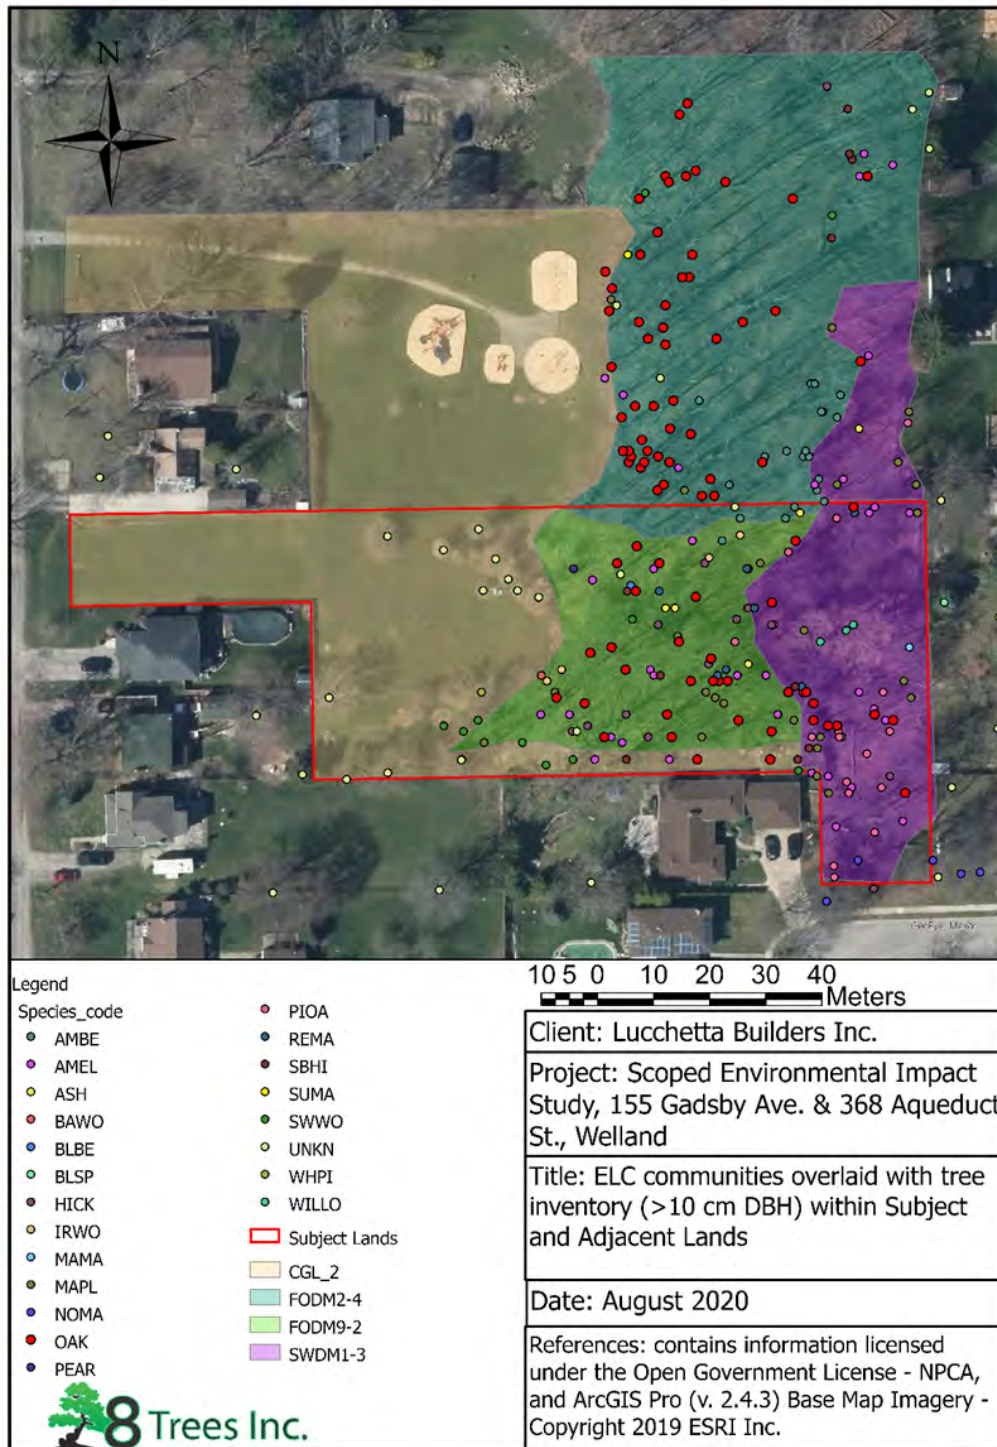 N
GeoEye, Maxar
Legend
Species_code
AMBE
AMEL
ASH
BAWO
BLBE
BLSP
HICK
IRWO
MAMA
MAPL
NOMA
OAK
PEAR
PIOA
REMA
SBHI
SUMA
SWWO
UNKN
WHPI
WILLO
Subject Lands
CGL_2
FODM2-4
FODM9-2
SWDM1-3
8 Trees Inc.
10 5 0 10 20 30 40
Meters
Client: Lucchetta Builders Inc.
Project: Scoped Environmental Impact
Study, 155 Gadsby Ave. & 368 Aqueduct
St., Welland
Title: ELC communities overlaid with tree
inventory (>10 cm DBH) within Subject
and Adjacent Lands
Date: August 2020
References: contains information licensed
under the Open Government License - NPCA,
and ArcGIS Pro (v. 2.4.3) Base Map Imagery -
Copyright 2019 ESRI Inc.